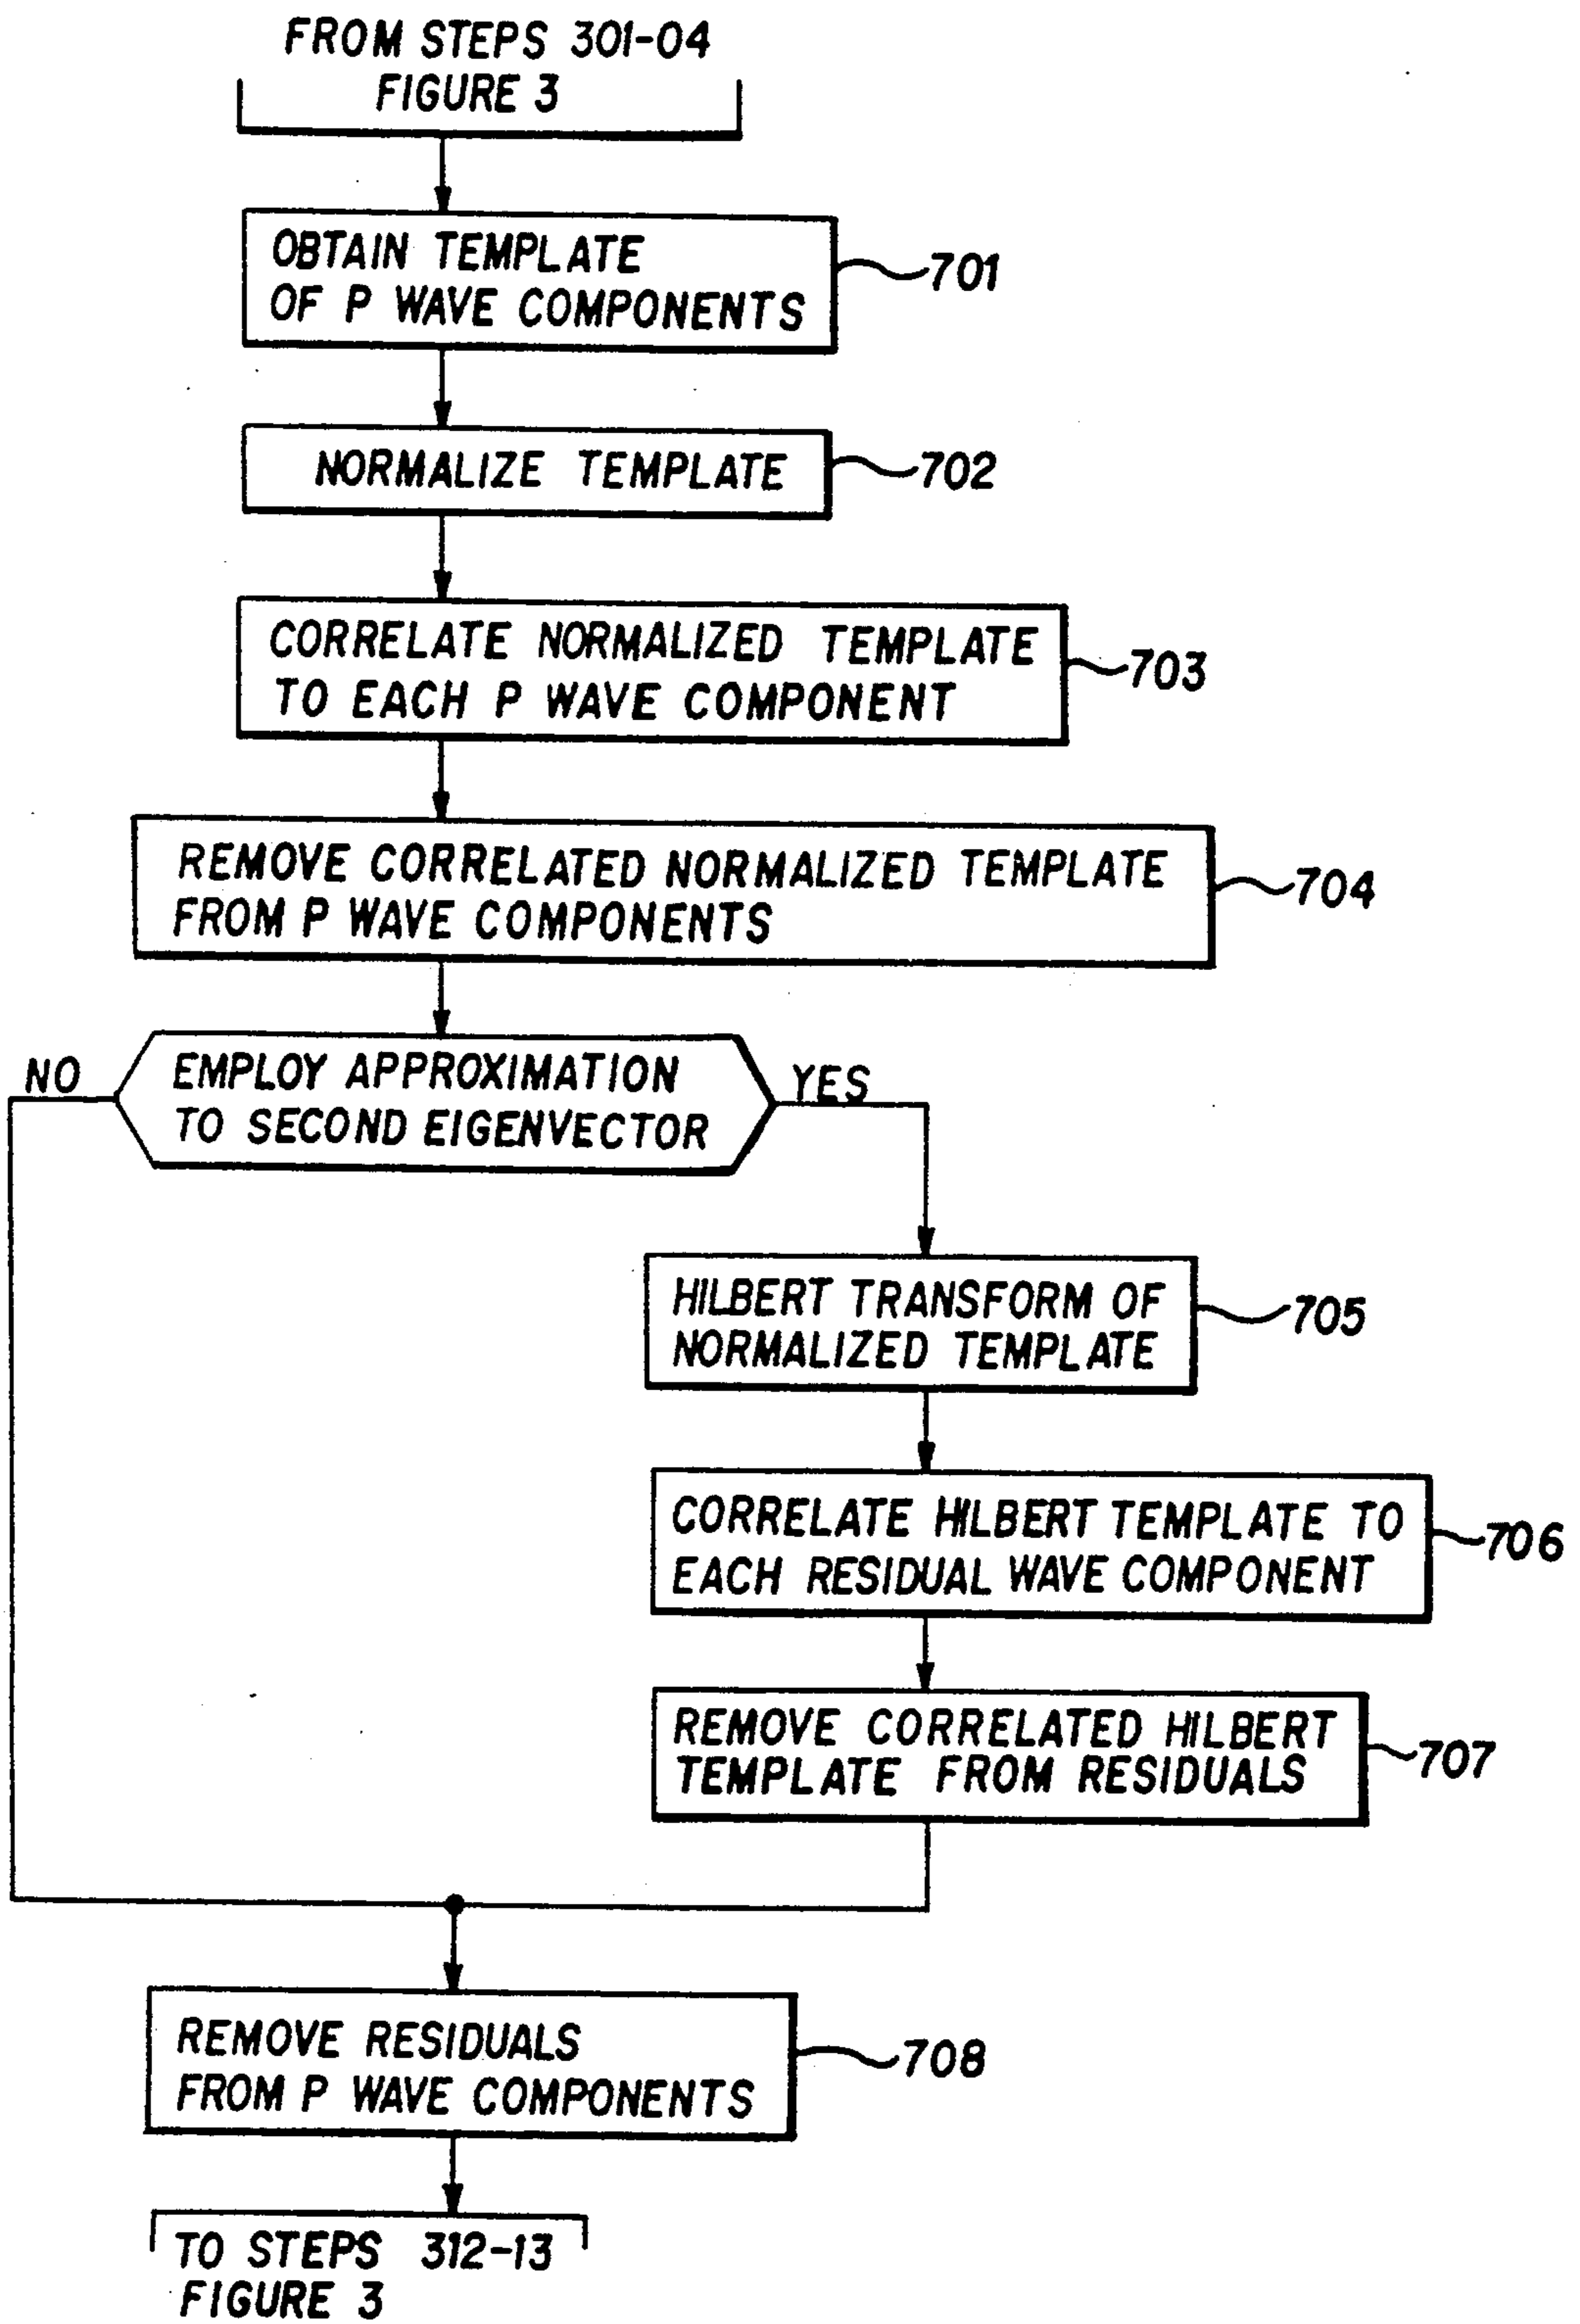 FROM STEPS 301-04
FIGURE 3
OBTAIN TEMPLATE
OF P WAVE COMPONENTS
701
NORMALIZE TEMPLATE
702
CORRELATE NORMALIZED TEMPLATE
TO EACH P WAVE COMPONENT
703
REMOVE CORRELATED NORMALIZED TEMPLATE
FROM P WAVE COMPONENTS
704
NO
EMPLOY APPROXIMATION
TO SECOND EIGENVECTOR
YES
HILBERT TRANSFORM OF
NORMALIZED TEMPLATE
705
CORRELATE HILBERT TEMPLATE TO
EACH RESIDUAL WAVE COMPONENT
706
REMOVE CORRELATED HILBERT
TEMPLATE FROM RESIDUALS
707
REMOVE RESIDUALS
FROM P WAVE COMPONENTS
708
TO STEPS 312-13
FIGURE 3